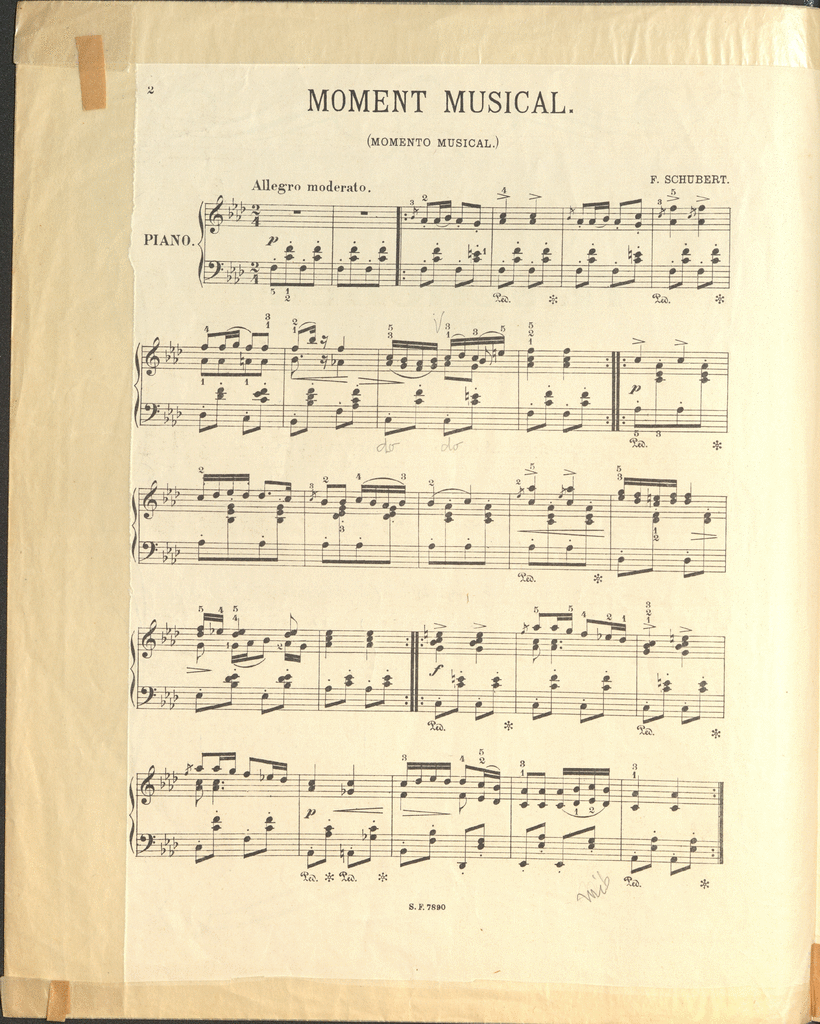 2
MOMENT MUSICAL.
(MOMENTO MUSICAL.)
Allegro moderato.
F. SCHUBERT.
PIANO.
p
Ped. *
Ped. *
do do
p
Ped. *
Ped. *
f
Ped. *
Ped. *
p
Ped. * Ped. *
Ped. *
S. F. 7890